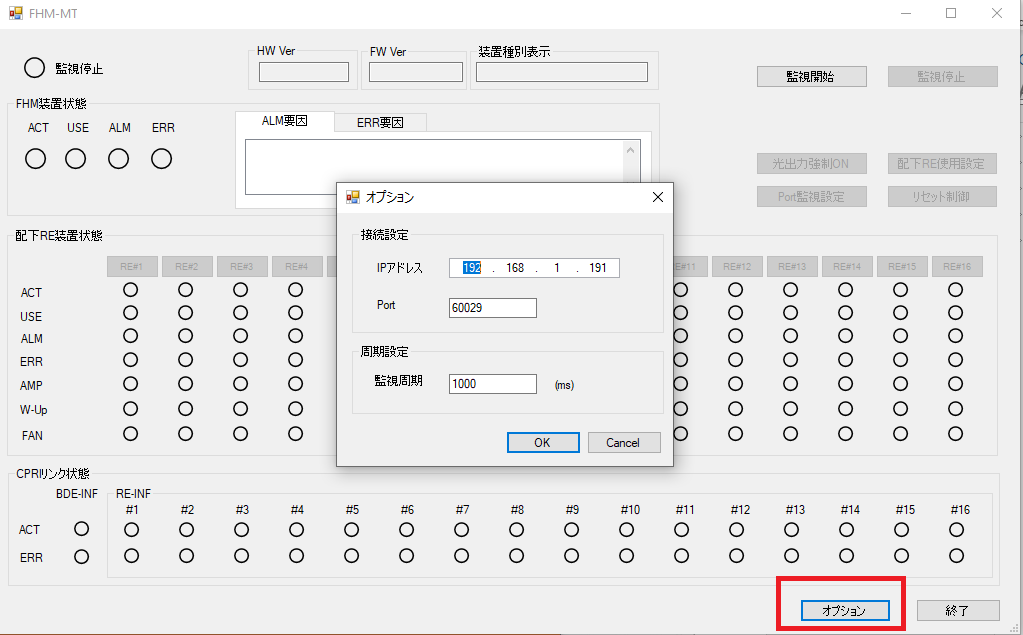 FHM-MT
監視停止
HW Ver
FW Ver
装置種別表示
監視開始
監視停止
FHM装置状態
ACT USE ALM ERR
ALM要因
ERR要因
光出力強制ON
配下RE使用設定
Port監視設定
リセット制御
オプション
接続設定
IPアドレス
192 . 168 . 1 . 191
Port
60029
周期設定
監視周期
1000
(ms)
OK
Cancel
配下RE装置状態
RE#1 RE#2 RE#3 RE#4 E#11 RE#12 RE#13 RE#14 RE#15 RE#16
ACT
USE
ALM
ERR
AMP
W-Up
FAN
CPRIリンク状態
BDE-INF
RE-INF
#1 #2 #3 #4 #5 #6 #7 #8 #9 #10 #11 #12 #13 #14 #15 #16
ACT
ERR
オプション
終了